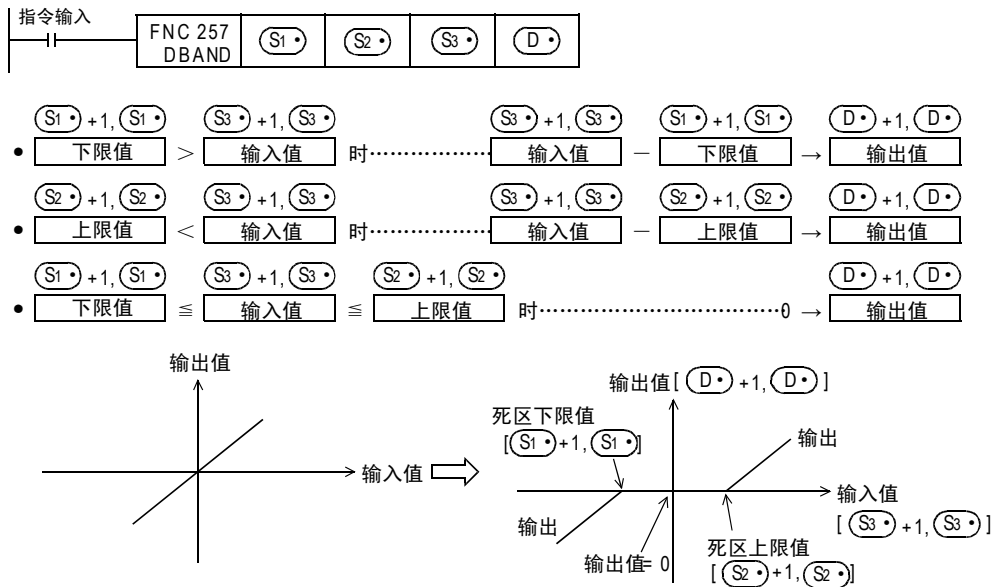 指令输入
FNC 257
DBAND
S1• S2• S3• D•
S1• +1, S1• S3• +1, S3• S3• +1, S3• S1• +1, S1• D• +1, D•
• 下限值 > 输入值 时……………… 输入值 － 下限值 → 输出值
S2• +1, S2• S3• +1, S3• S3• +1, S3• S2• +1, S2• D• +1, D•
• 上限值 < 输入值 时……………… 输入值 － 上限值 → 输出值
S1• +1, S1• S3• +1, S3• S2• +1, S2• D• +1, D•
• 下限值 ≦ 输入值 ≦ 上限值 时……………………………0 → 输出值
输出值
输入值
输出值[ D• +1, D• ]
死区下限值
[S1• +1, S1•]
输出
输入值
[ S3• +1, S3• ]
输出
输出值= 0
死区上限值
[ S2• +1, S2•]